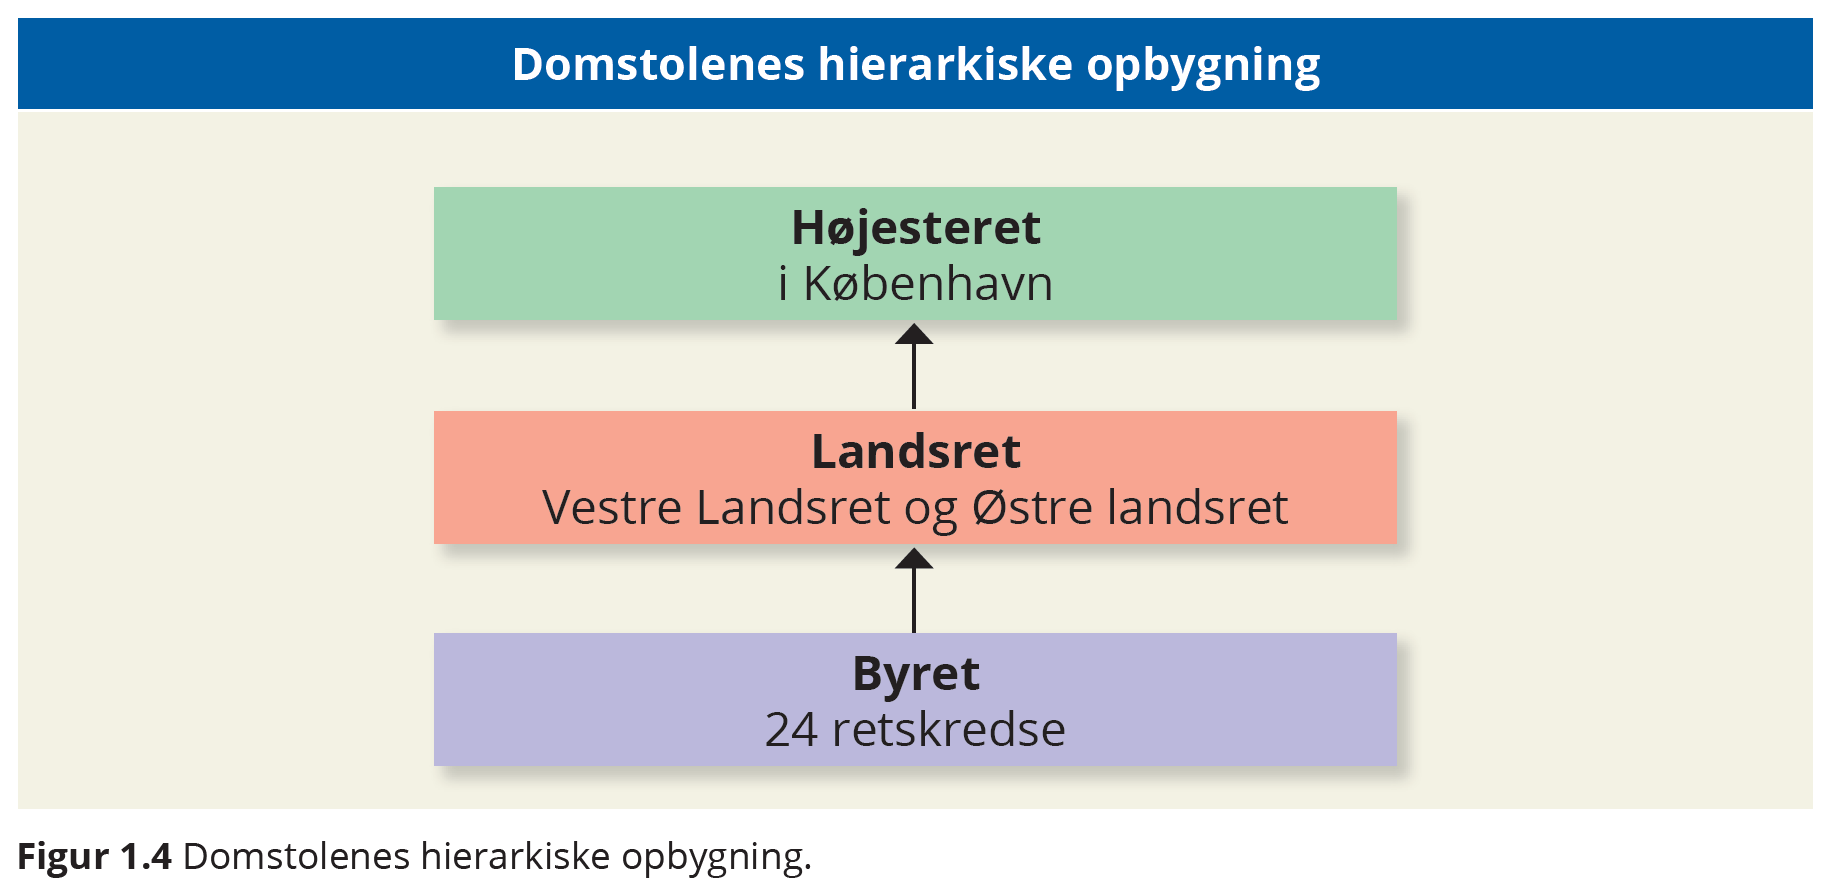 Domstolenes hierarkiske opbygning
Højesteret
i København
Landsret
Vestre Landsret og Østre landsret
Byret
24 retskredse
Figur 1.4 Domstolenes hierarkiske opbygning.